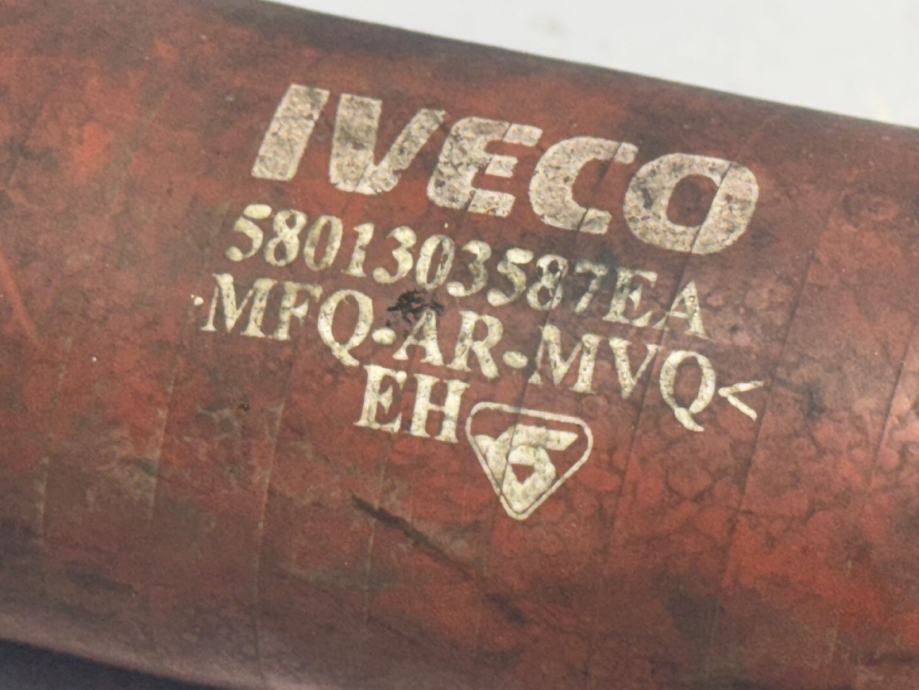 IVECO
5801303587EA
·MFQ-AR-MVQ<
EH